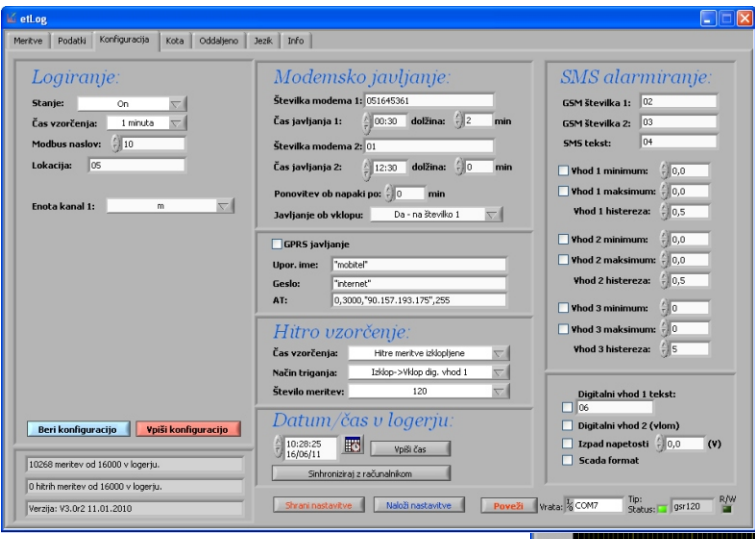 etLog
Meritve Podatki Konfiguracija Kota Oddaljeno Jezik Info
Logiranje:
Stanje: On
Čas vzorčenja: 1 minuta
Modbus naslov: 10
Lokacija: 05
Enota kanal 1: m
Beri konfiguracijo Vpiši konfiguracijo
10268 meritev od 16000 v logerju.
0 hitrih meritev od 16000 v logerju.
Verzija: V3.0r2 11.01.2010
Modemsko javljanje:
Številka modema 1: 051645361
Čas javljanja 1: 00:30 dolžina: 2 min
Številka modema 2: 01
Čas javljanja 2: 12:30 dolžina: 0 min
Ponovitev ob napaki po: 0 min
Javljanje ob vklopu: Da - na številko 1
GPRS javljanje
Upor. ime: "mobitel"
Geslo: "internet"
AT: 0,3000,"90.157.193.175",255
Hitro vzorčenje:
Čas vzorčenja: Hitre meritve izklopljene
Način triganja: Izklop->Vklop dig. vhod 1
Število meritev: 120
Datum/čas v logerju:
10:28:25
16/06/11
Vpiši čas
Sinhroniziraj z računalnikom
SMS alarmiranje:
GSM številka 1: 02
GSM številka 2: 03
SMS tekst: 04
Vhod 1 minimum: 0,0
Vhod 1 maksimum: 0,0
Vhod 1 histereza: 0,5
Vhod 2 minimum: 0,0
Vhod 2 maksimum: 0,0
Vhod 2 histereza: 0,5
Vhod 3 minimum: 0
Vhod 3 maksimum: 0
Vhod 3 histereza: 5
Digitalni vhod 1 tekst:
06
Digitalni vhod 2 (vlom)
Izpad napetosti 0,0 (V)
Scada format
Shrani nastavitve Naloži nastavitve Poveži Vrata: COM7 Tip: Status: gsr120 R/W